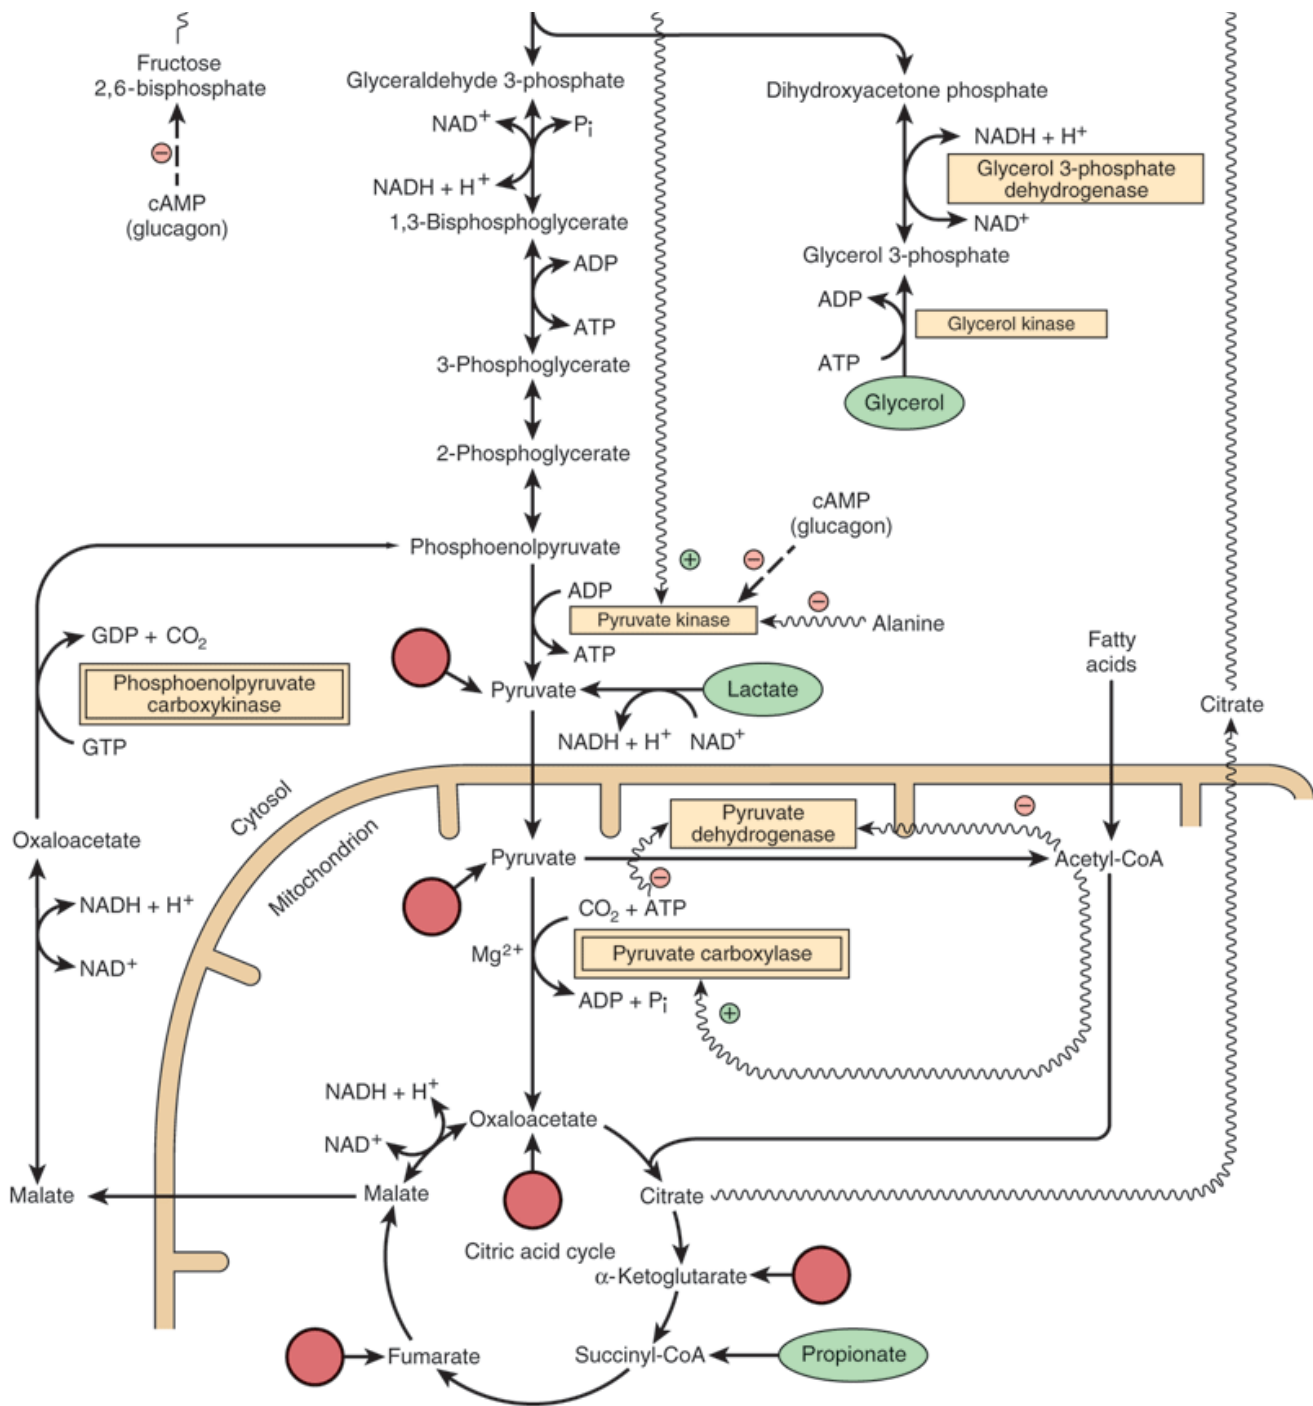 Fructose
2,6-bisphosphate
cAMP
(glucagon)
Glyceraldehyde 3-phosphate
NAD+
Pi
NADH + H+
1,3-Bisphosphoglycerate
ADP
ATP
3-Phosphoglycerate
2-Phosphoglycerate
Phosphoenolpyruvate
Dihydroxyacetone phosphate
NADH + H+
Glycerol 3-phosphate
dehydrogenase
NAD+
Glycerol 3-phosphate
ADP
Glycerol kinase
ATP
Glycerol
cAMP
(glucagon)
ADP
Pyruvate kinase
Alanine
ATP
GDP + CO2
Phosphoenolpyruvate
carboxykinase
GTP
Pyruvate
Lactate
NADH + H+
NAD+
Fatty
acids
Citrate
Cytosol
Mitochondrion
Oxaloacetate
NADH + H+
NAD+
Malate
Pyruvate
dehydrogenase
Pyruvate
Acetyl-CoA
CO2 + ATP
Mg2+
Pyruvate carboxylase
ADP + Pi
NADH + H+
NAD+
Oxaloacetate
Malate
Citrate
Citric acid cycle
α-Ketoglutarate
Fumarate
Succinyl-CoA
Propionate